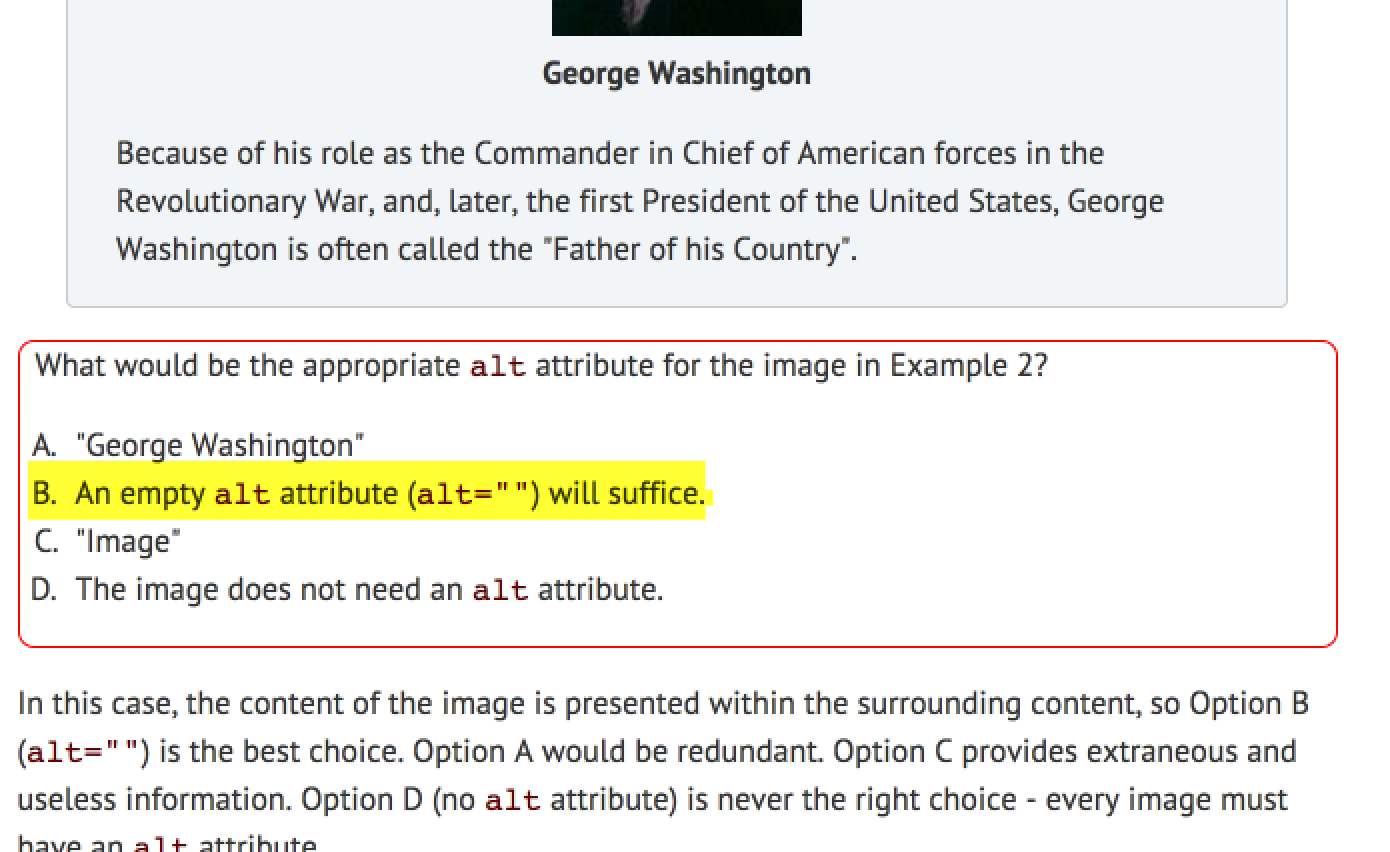 George Washington
Because of his role as the Commander in Chief of American forces in the
Revolutionary War, and, later, the first President of the United States, George
Washington is often called the "Father of his Country".
What would be the appropriate alt attribute for the image in Example 2?
A. "George Washington"
B. An empty alt attribute (alt="") will suffice.
C. "Image"
D. The image does not need an alt attribute.
In this case, the content of the image is presented within the surrounding content, so Option B
(alt="") is the best choice. Option A would be redundant. Option C provides extraneous and
useless information. Option D (no alt attribute) is never the right choice - every image must
have an alt attribute